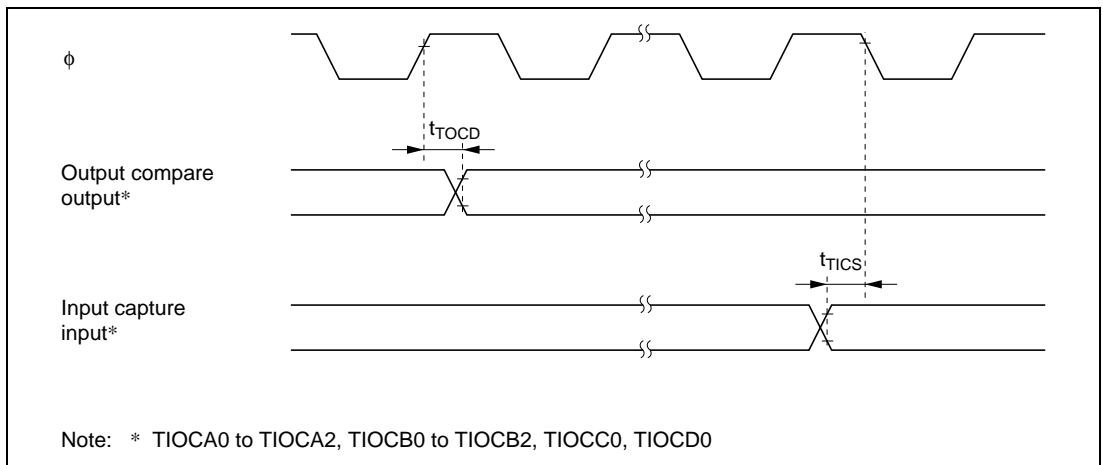 ϕ
tTOCD
Output compare
output*
tTICS
Input capture
input*
Note: * TIOCA0 to TIOCA2, TIOCB0 to TIOCB2, TIOCC0, TIOCD0